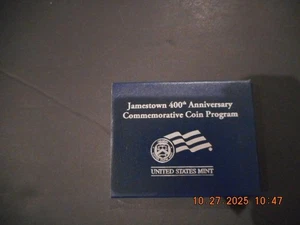 Jamestown 400th Anniversary
Commemorative Coin Program
UNITED STATES MINT
10-27-2025 10:47